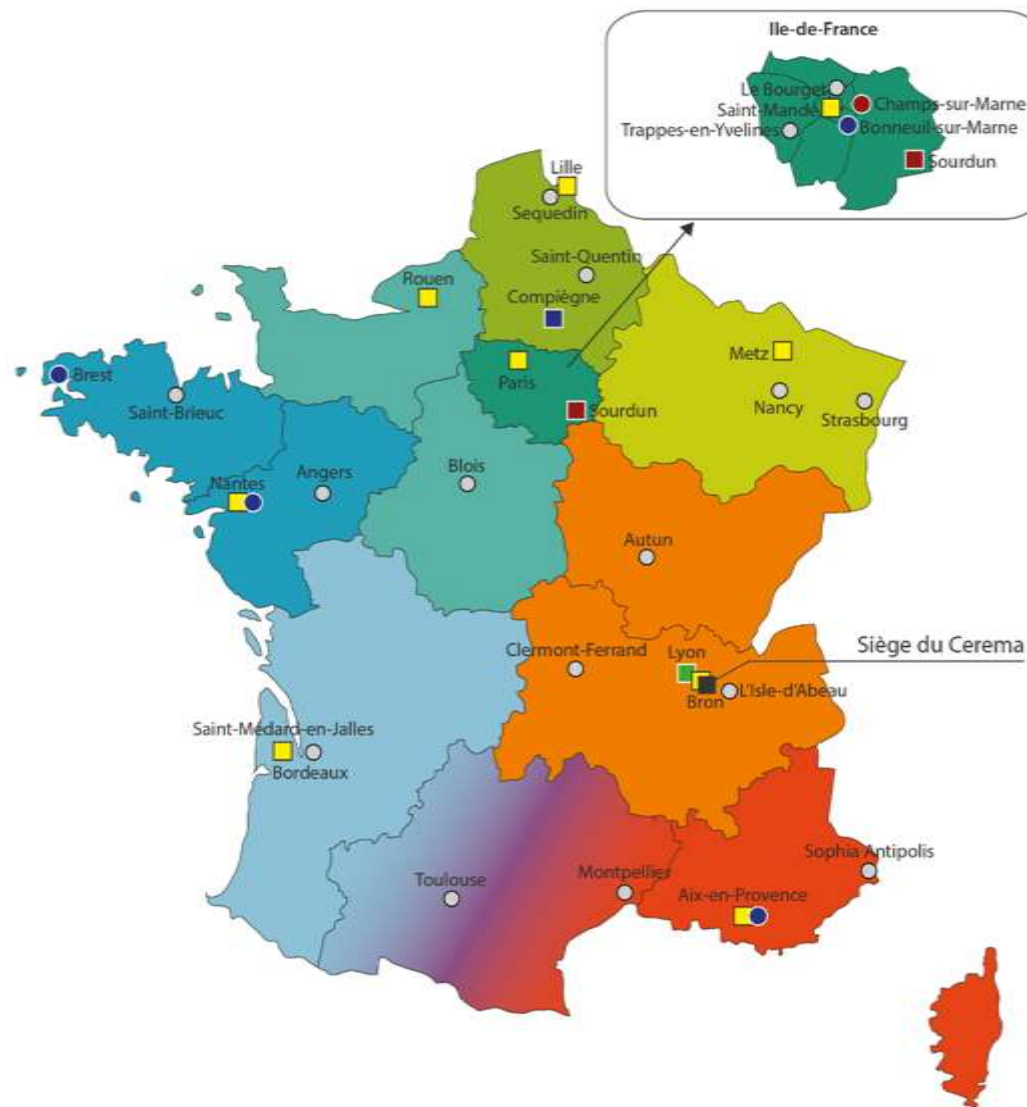 Ile-de-France
Le Bourget
Saint-Mandé
Champs-sur-Marne
Trappes-en-Yvelines
Bonneuil-sur-Marne
Sourdun
Lille
Sequedin
Saint-Quentin
Rouen
Compiègne
Metz
Paris
Brest
Nancy
Saint-Brieuc
Sourdun
Strasbourg
Blois
Angers
Nantes
Autun
Siège du Cerema
Clermont-Ferrand
Lyon
L'Isle-d'Abeau
Bron
Saint-Médard-en-Jalles
Bordeaux
Sophia Antipolis
Montpellier
Toulouse
Aix-en-Provence